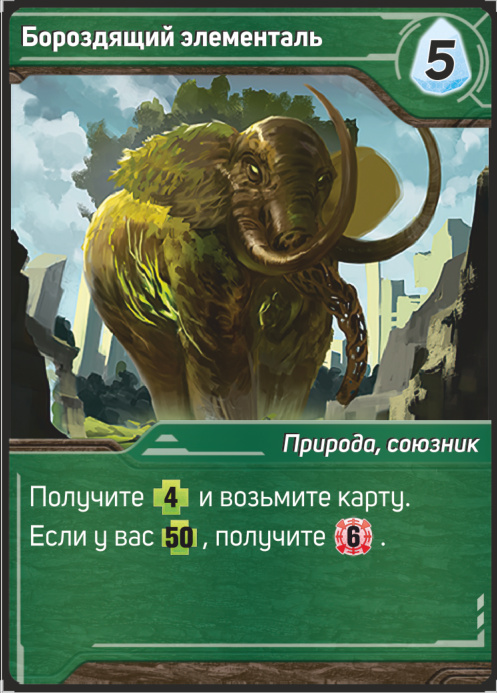 Бороздящий элементаль
5
Природа, союзник
Получите 4 и возьмите карту.
Если у вас 50, получите 6.